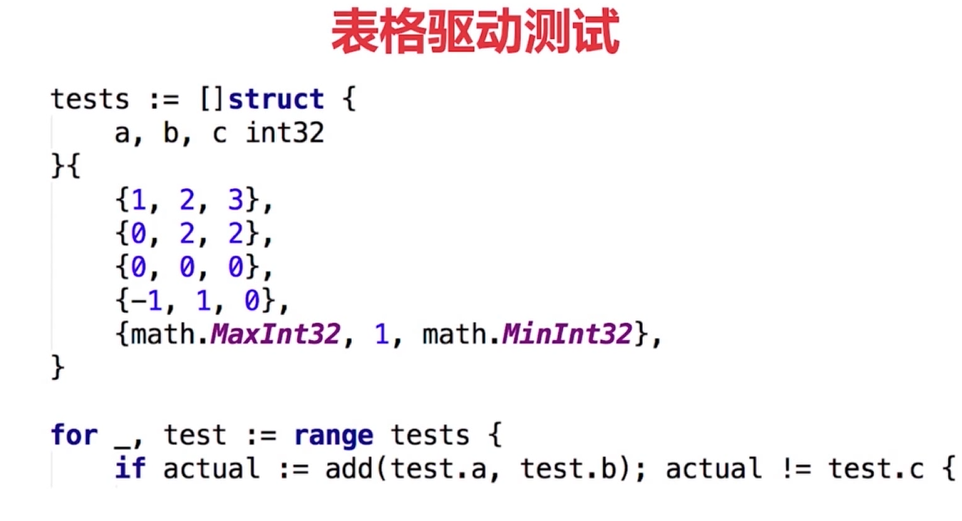 表格驱动测试
tests := []struct {
    a, b, c int32
}{
    {1, 2, 3},
    {0, 2, 2},
    {0, 0, 0},
    {-1, 1, 0},
    {math.MaxInt32, 1, math.MinInt32},
}
for _, test := range tests {
    if actual := add(test.a, test.b); actual != test.c {